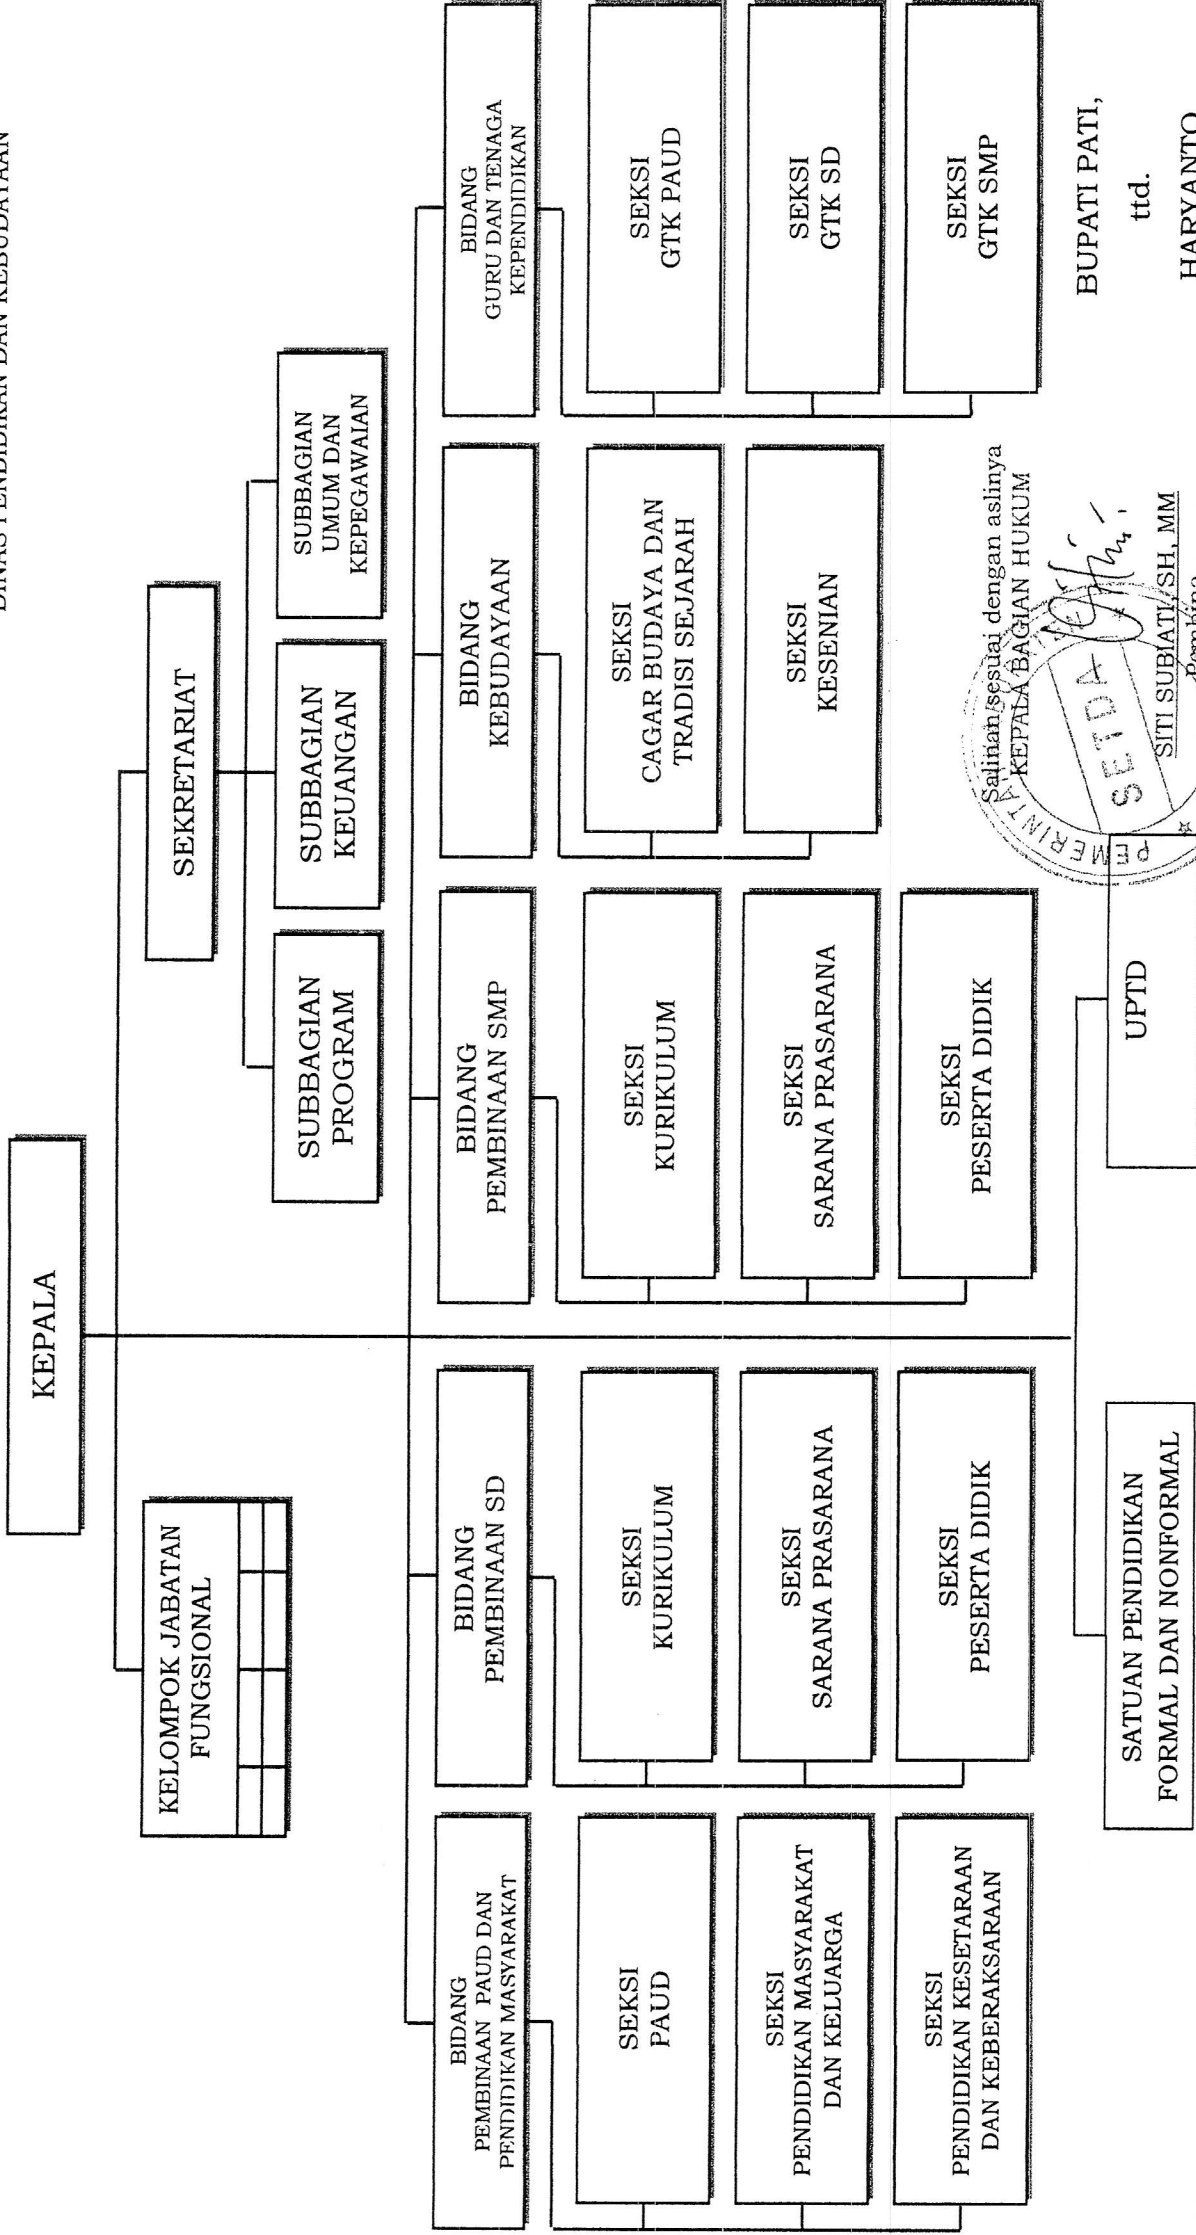 DINAS PENDIDIKAN DAN KEBUDAYAAN
KEPALA
KELOMPOK JABATAN
FUNGSIONAL
SEKRETARIAT
SUBBAGIAN
PROGRAM
SUBBAGIAN
KEUANGAN
SUBBAGIAN
UMUM DAN
KEPEGAWAIAN
BIDANG
PEMBINAAN PAUD DAN
PENDIDIKAN MASYARAKAT
SEKSI
PAUD
SEKSI
PENDIDIKAN MASYARAKAT
DAN KELUARGA
SEKSI
PENDIDIKAN KESETARAAN
DAN KEBERAKSARAAN
BIDANG
PEMBINAAN SD
SEKSI
KURIKULUM
SEKSI
SARANA PRASARANA
SEKSI
PESERTA DIDIK
BIDANG
PEMBINAAN SMP
SEKSI
KURIKULUM
SEKSI
SARANA PRASARANA
SEKSI
PESERTA DIDIK
BIDANG
KEBUDAYAAN
SEKSI
CAGAR BUDAYA DAN
TRADISI SEJARAH
SEKSI
KESENIAN
BIDANG
GURU DAN TENAGA
KEPENDIDIKAN
SEKSI
GTK PAUD
SEKSI
GTK SD
SEKSI
GTK SMP
SATUAN PENDIDIKAN
FORMAL DAN NONFORMAL
UPTD
Salinan sesuai dengan aslinya
KEPALA BAGIAN HUKUM
SETDA
SITI SUBIATI, SH, MM
Pembina
BUPATI PATI,
ttd.
HARYANTO